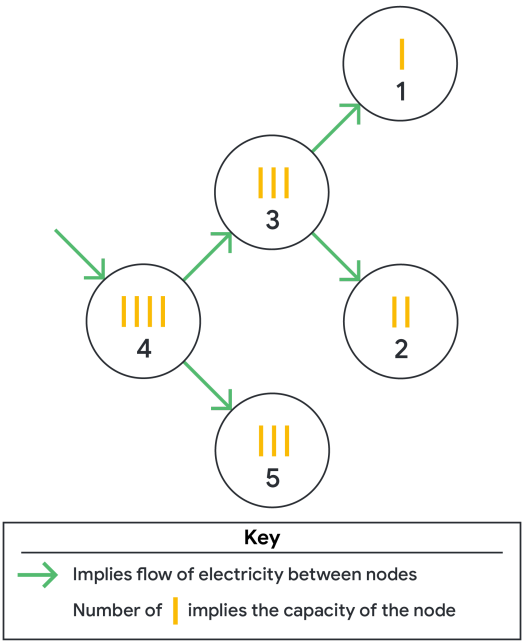 1
3
4
2
5
Key
Implies flow of electricity between nodes
Number of implies the capacity of the node